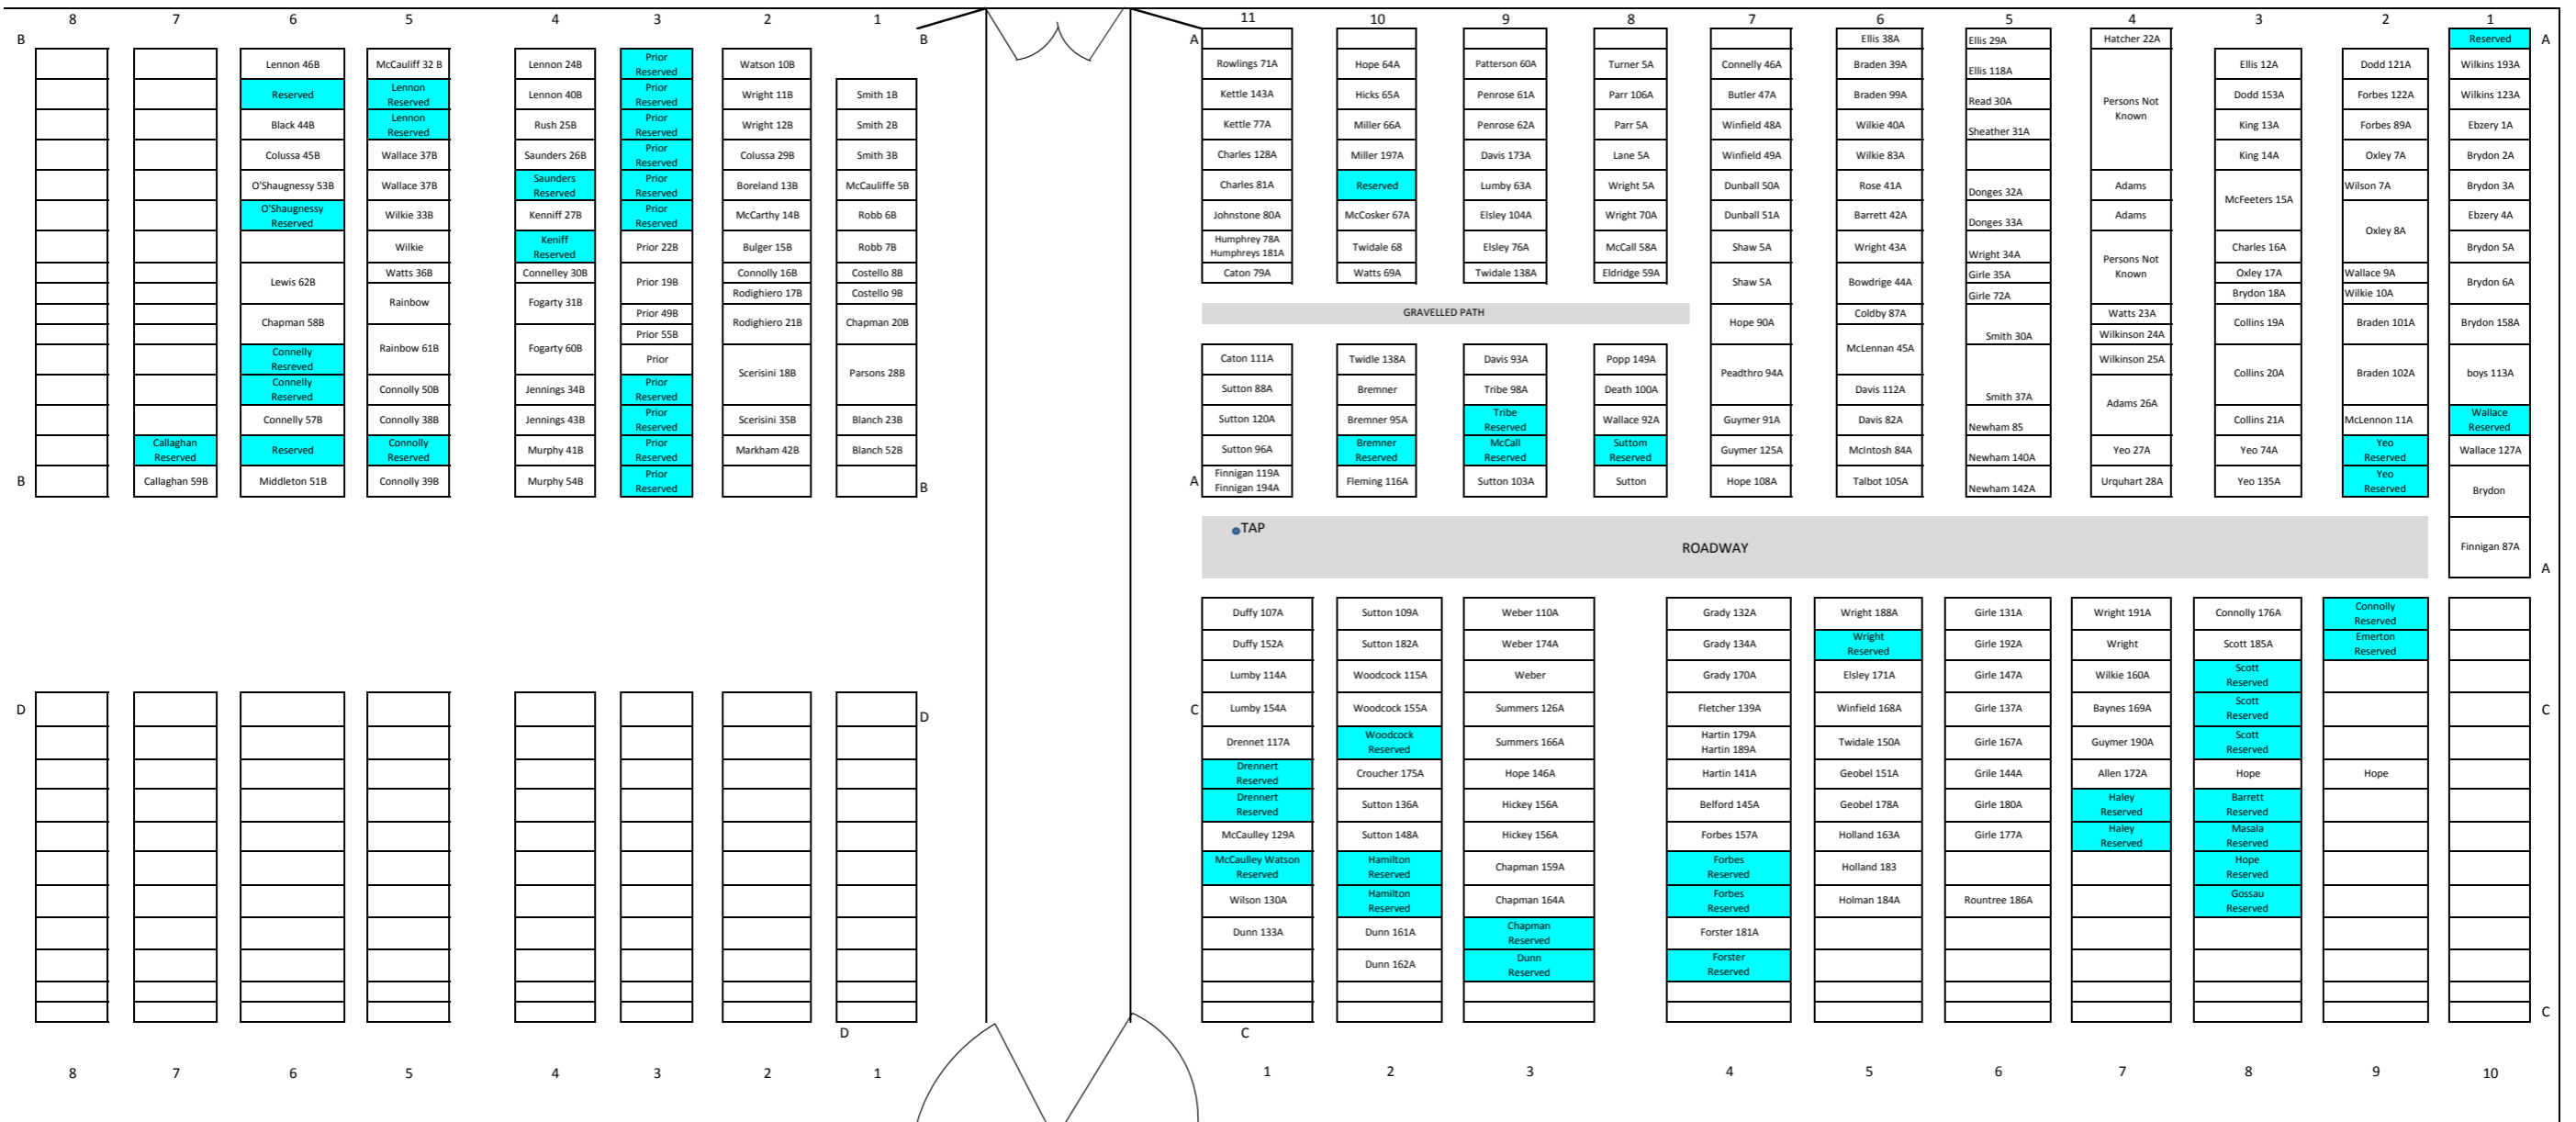 8
7
6
5
4
3
2
1
B
B
Lennon 46B
Reserved
Black 44B
Colussa 45B
O'Shaugnessy 53B
O'Shaugnessy
Reserved
Lewis 62B
Chapman 58B
Connelly
Resreved
Connelly
Reserved
Connelly 57B
Reserved
Middleton 51B
Callaghan
Reserved
Callaghan 59B
McCauliff 32 B
Lennon
Reserved
Lennon
Reserved
Wallace 37B
Wallace 37B
Wilkie 33B
Wilkie
Watts 36B
Rainbow
Rainbow 61B
Connolly 50B
Connolly 38B
Connolly
Reserved
Connolly 39B
Lennon 24B
Lennon 40B
Rush 25B
Saunders 26B
Saunders
Reserved
Kenniff 27B
Keniff
Reserved
Connelley 30B
Fogarty 31B
Fogarty 60B
Jennings 34B
Jennings 43B
Murphy 41B
Murphy 54B
Prior
Reserved
Prior
Reserved
Prior
Reserved
Prior
Reserved
Prior
Reserved
Prior
Reserved
Prior 22B
Prior 19B
Prior 49B
Prior 55B
Prior
Prior
Reserved
Prior
Reserved
Prior
Reserved
Prior
Reserved
Watson 10B
Wright 11B
Wright 12B
Colussa 29B
Boreland 13B
McCarthy 14B
Bulger 15B
Connolly 16B
Rodighiero 17B
Rodighiero 21B
Scerisini 18B
Scerisini 35B
Markham 42B
Smith 1B
Smith 2B
Smith 3B
McCauliffe 5B
Robb 6B
Robb 7B
Costello 8B
Costello 9B
Chapman 20B
Parsons 28B
Blanch 23B
Blanch 52B
B
B
11
10
9
8
7
6
5
4
3
2
1
A
A
Rowlings 71A
Kettle 143A
Kettle 77A
Charles 128A
Charles 81A
Johnstone 80A
Humphrey 78A
Humphreys 181A
Caton 79A
Hope 64A
Hicks 65A
Miller 66A
Miller 197A
Reserved
McCosker 67A
Twidale 68
Watts 69A
Patterson 60A
Penrose 61A
Penrose 62A
Davis 173A
Lumby 63A
Elsley 104A
Elsley 76A
Twidale 138A
Turner 5A
Parr 106A
Parr 5A
Lane 5A
Wright 5A
Wright 70A
McCall 58A
Eldridge 59A
GRAVELLED PATH
Caton 111A
Sutton 88A
Sutton 120A
Sutton 96A
Finnigan 119A
Finnigan 194A
Twidle 138A
Bremner
Bremner 95A
Bremner
Reserved
Fleming 116A
Davis 93A
Tribe 98A
Tribe
Reserved
McCall
Reserved
Sutton 103A
Popp 149A
Death 100A
Wallace 92A
Suttom
Reserved
Sutton
Connelly 46A
Butler 47A
Winfield 48A
Winfield 49A
Dunball 50A
Dunball 51A
Shaw 5A
Shaw 5A
Hope 90A
Peadthro 94A
Guymer 91A
Guymer 125A
Hope 108A
Ellis 38A
Braden 39A
Braden 99A
Wilkie 40A
Wilkie 83A
Rose 41A
Barrett 42A
Wright 43A
Bowdrige 44A
Coldby 87A
McLennan 45A
Davis 112A
Davis 82A
McIntosh 84A
Talbot 105A
Ellis 29A
Ellis 118A
Read 30A
Sheather 31A
Donges 32A
Donges 33A
Wright 34A
Girle 35A
Girle 72A
Smith 30A
Smith 37A
Newham 85
Newham 140A
Newham 142A
Hatcher 22A
Persons Not
Known
Adams
Adams
Persons Not
Known
Watts 23A
Wilkinson 24A
Wilkinson 25A
Adams 26A
Yeo 27A
Urquhart 28A
Ellis 12A
Dodd 153A
King 13A
King 14A
McFeeters 15A
Charles 16A
Oxley 17A
Brydon 18A
Collins 19A
Collins 20A
Collins 21A
Yeo 74A
Yeo 135A
Dodd 121A
Forbes 122A
Forbes 89A
Oxley 7A
Wilson 7A
Oxley 8A
Wallace 9A
Wilkie 10A
Braden 101A
Braden 102A
McLennon 11A
Yeo
Reserved
Yeo
Reserved
Reserved
Wilkins 193A
Wilkins 123A
Ebzery 1A
Brydon 2A
Brydon 3A
Ebzery 4A
Brydon 5A
Brydon 6A
Brydon 158A
boys 113A
Wallace
Reserved
Wallace 127A
Brydon
Finnigan 87A
A
A
TAP
ROADWAY
D
D
D
8
7
6
5
4
3
2
1
C
C
Duffy 107A
Duffy 152A
Lumby 114A
Lumby 154A
Drennet 117A
Drennert
Reserved
Drennert
Reserved
McCaulley 129A
McCaulley Watson
Reserved
Wilson 130A
Dunn 133A
Sutton 109A
Sutton 182A
Woodcock 115A
Woodcock 155A
Woodcock
Reserved
Croucher 175A
Sutton 136A
Sutton 148A
Hamilton
Reserved
Hamilton
Reserved
Dunn 161A
Dunn 162A
Weber 110A
Weber 174A
Weber
Summers 126A
Summers 166A
Hope 146A
Hickey 156A
Hickey 156A
Chapman 159A
Chapman 164A
Chapman
Reserved
Dunn
Reserved
Grady 132A
Grady 134A
Grady 170A
Fletcher 139A
Hartin 179A
Hartin 189A
Hartin 141A
Belford 145A
Forbes 157A
Forbes
Reserved
Forbes
Reserved
Forster 181A
Forster
Reserved
Wright 188A
Wright
Reserved
Elsley 171A
Winfield 168A
Twidale 150A
Geobel 151A
Geobel 178A
Holland 163A
Holland 183
Holman 184A
Girle 131A
Girle 192A
Girle 147A
Girle 137A
Girle 167A
Grile 144A
Girle 180A
Girle 177A
Rountree 186A
Wright 191A
Wright
Wilkie 160A
Baynes 169A
Guymer 190A
Allen 172A
Haley
Reserved
Haley
Reserved
Connolly 176A
Scott 185A
Scott
Reserved
Scott
Reserved
Scott
Reserved
Hope
Barrett
Reserved
Masala
Reserved
Hope
Reserved
Gossau
Reserved
Connolly
Reserved
Emerton
Reserved
Hope
C
C
1
2
3
4
5
6
7
8
9
10